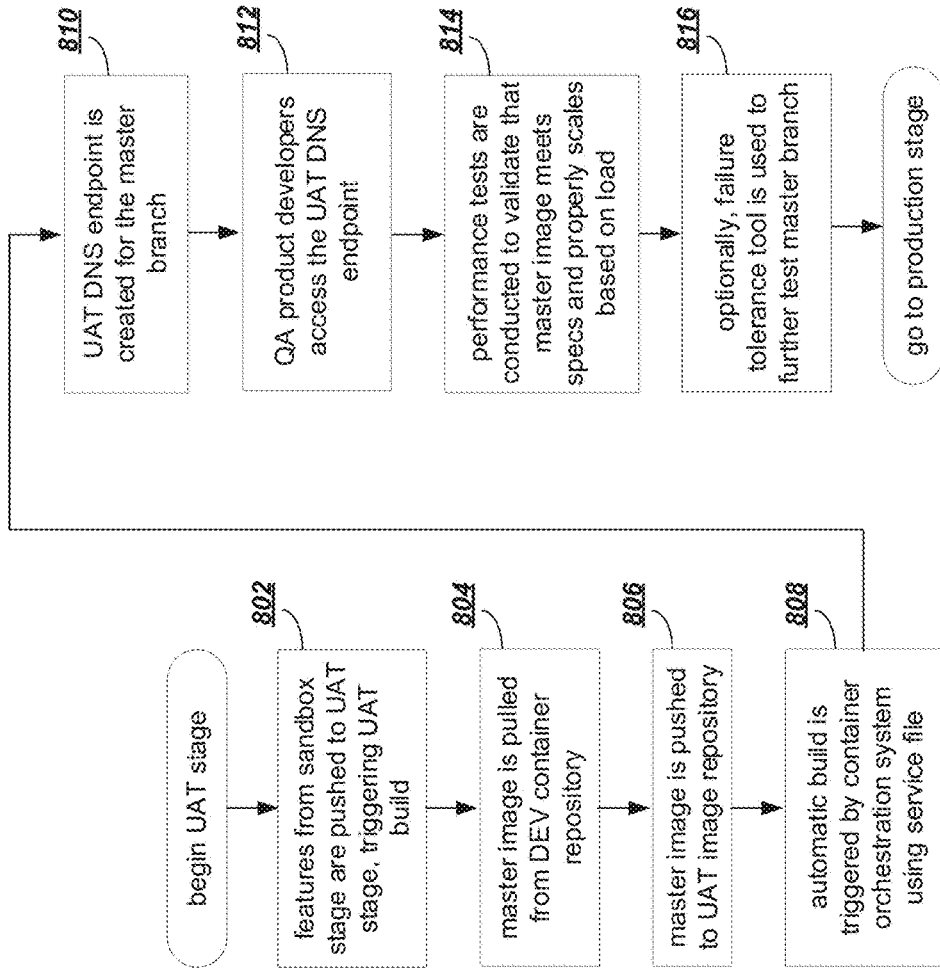 begin UAT stage
802
features from sandbox
stage are pushed to UAT
stage, triggering UAT
build
804
master image is pulled
from DEV container
repository
806
master image is pushed
to UAT image repository
808
automatic build is
triggered by container
orchestration system
using service file
810
UAT DNS endpoint is
created for the master
branch
812
QA product developers
access the UAT DNS
endpoint
814
performance tests are
conducted to validate that
master image meets
specs and properly scales
based on load
816
optionally, failure
tolerance tool is used to
further test master branch
go to production stage